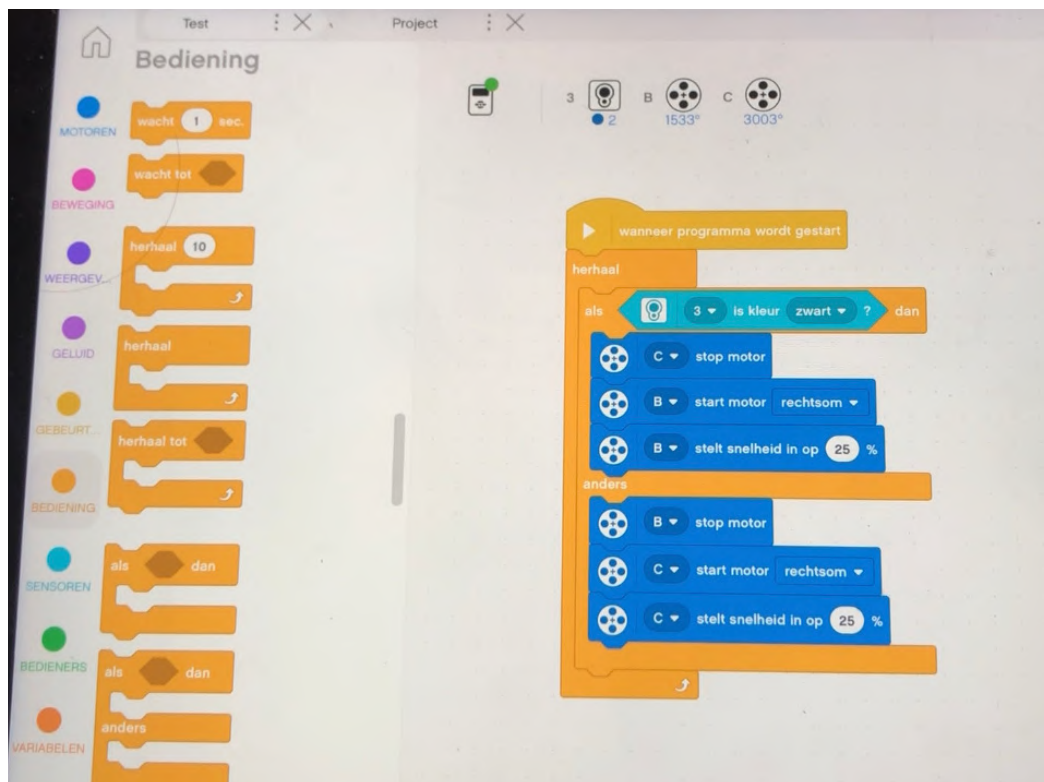 Test
Project
Bediening
MOTOREN
BEWEGING
WEERGEV...
GELUID
GEBEURT...
BEDIENING
SENSOREN
BEDIENERS
VARIABELEN
wacht 1 sec.
wacht tot
herhaal 10
herhaal
herhaal tot
als dan
als dan
anders
3 B C
2 1533° 3003°
wanneer programma wordt gestart
herhaal
als 3 is kleur zwart ? dan
C stop motor
B start motor rechtsom
B stelt snelheid in op 25 %
anders
B stop motor
C start motor rechtsom
C stelt snelheid in op 25 %